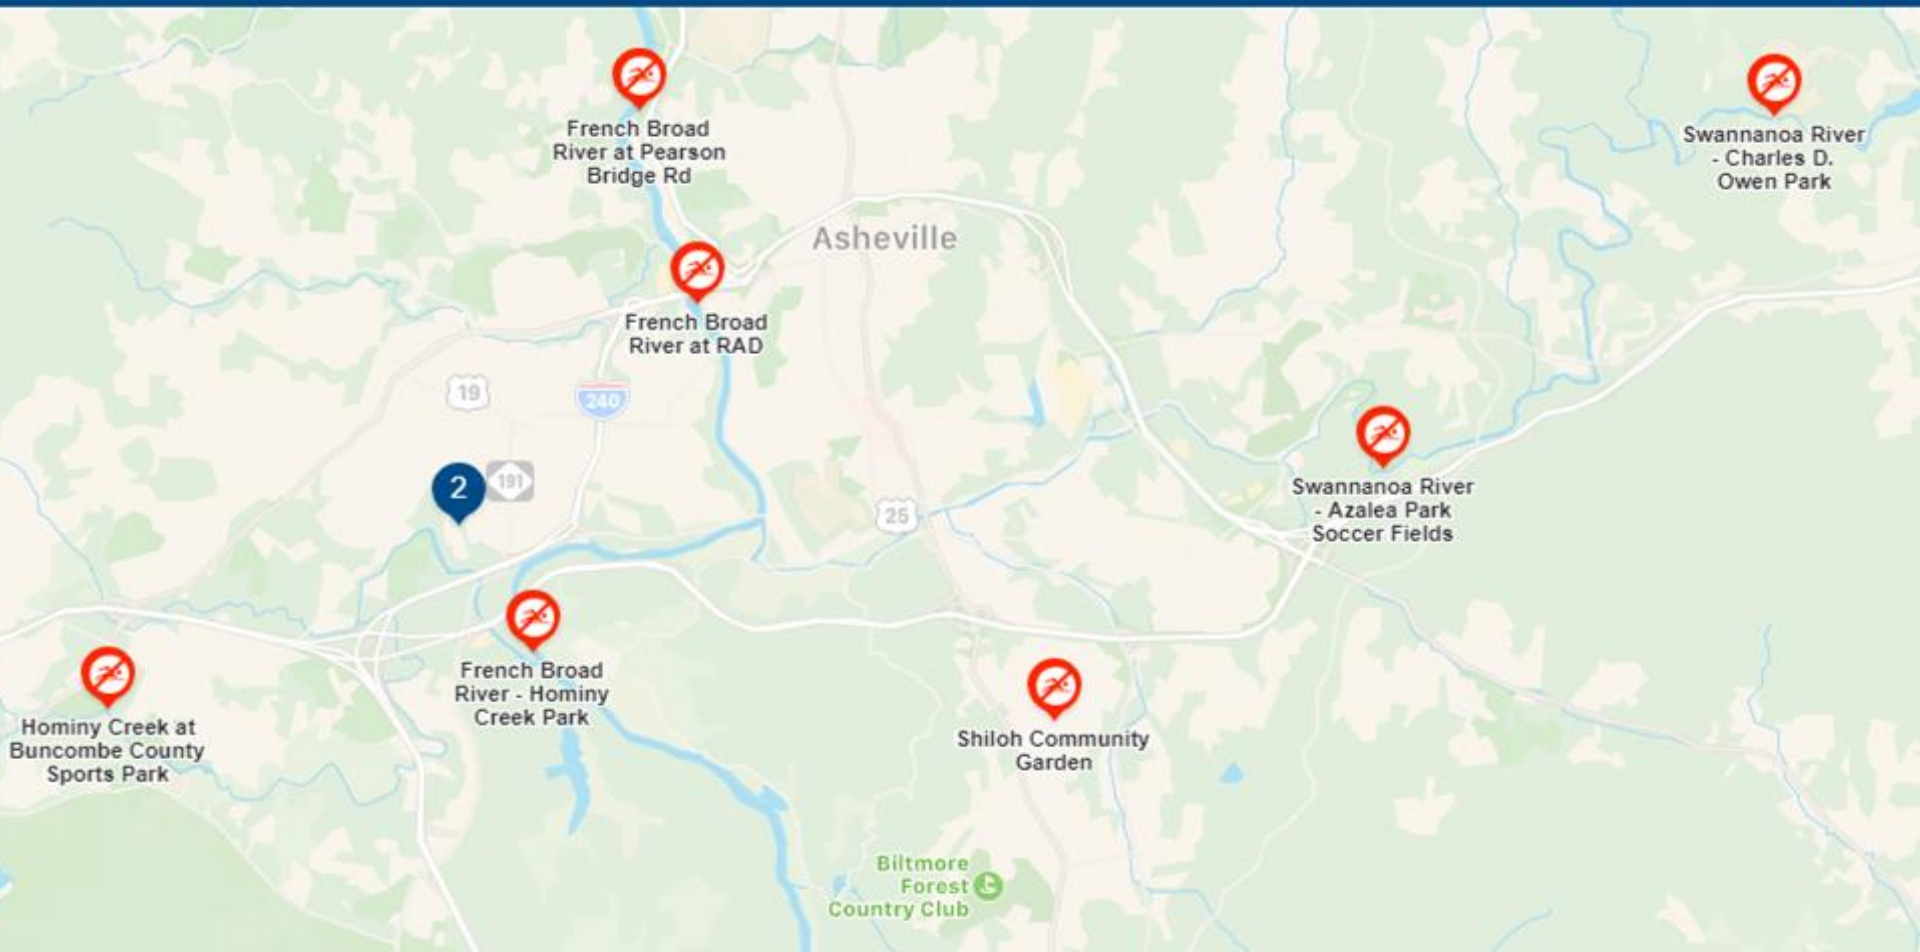 French Broad
River at Pearson
Bridge Rd
Swannanoa River
- Charles D.
Owen Park
Asheville
French Broad
River at RAD
19
240
2
191
25
Swannanoa River
- Azalea Park
Soccer Fields
French Broad
River - Hominy
Creek Park
Hominy Creek at
Buncombe County
Sports Park
Shiloh Community
Garden
Biltmore
Forest
Country Club